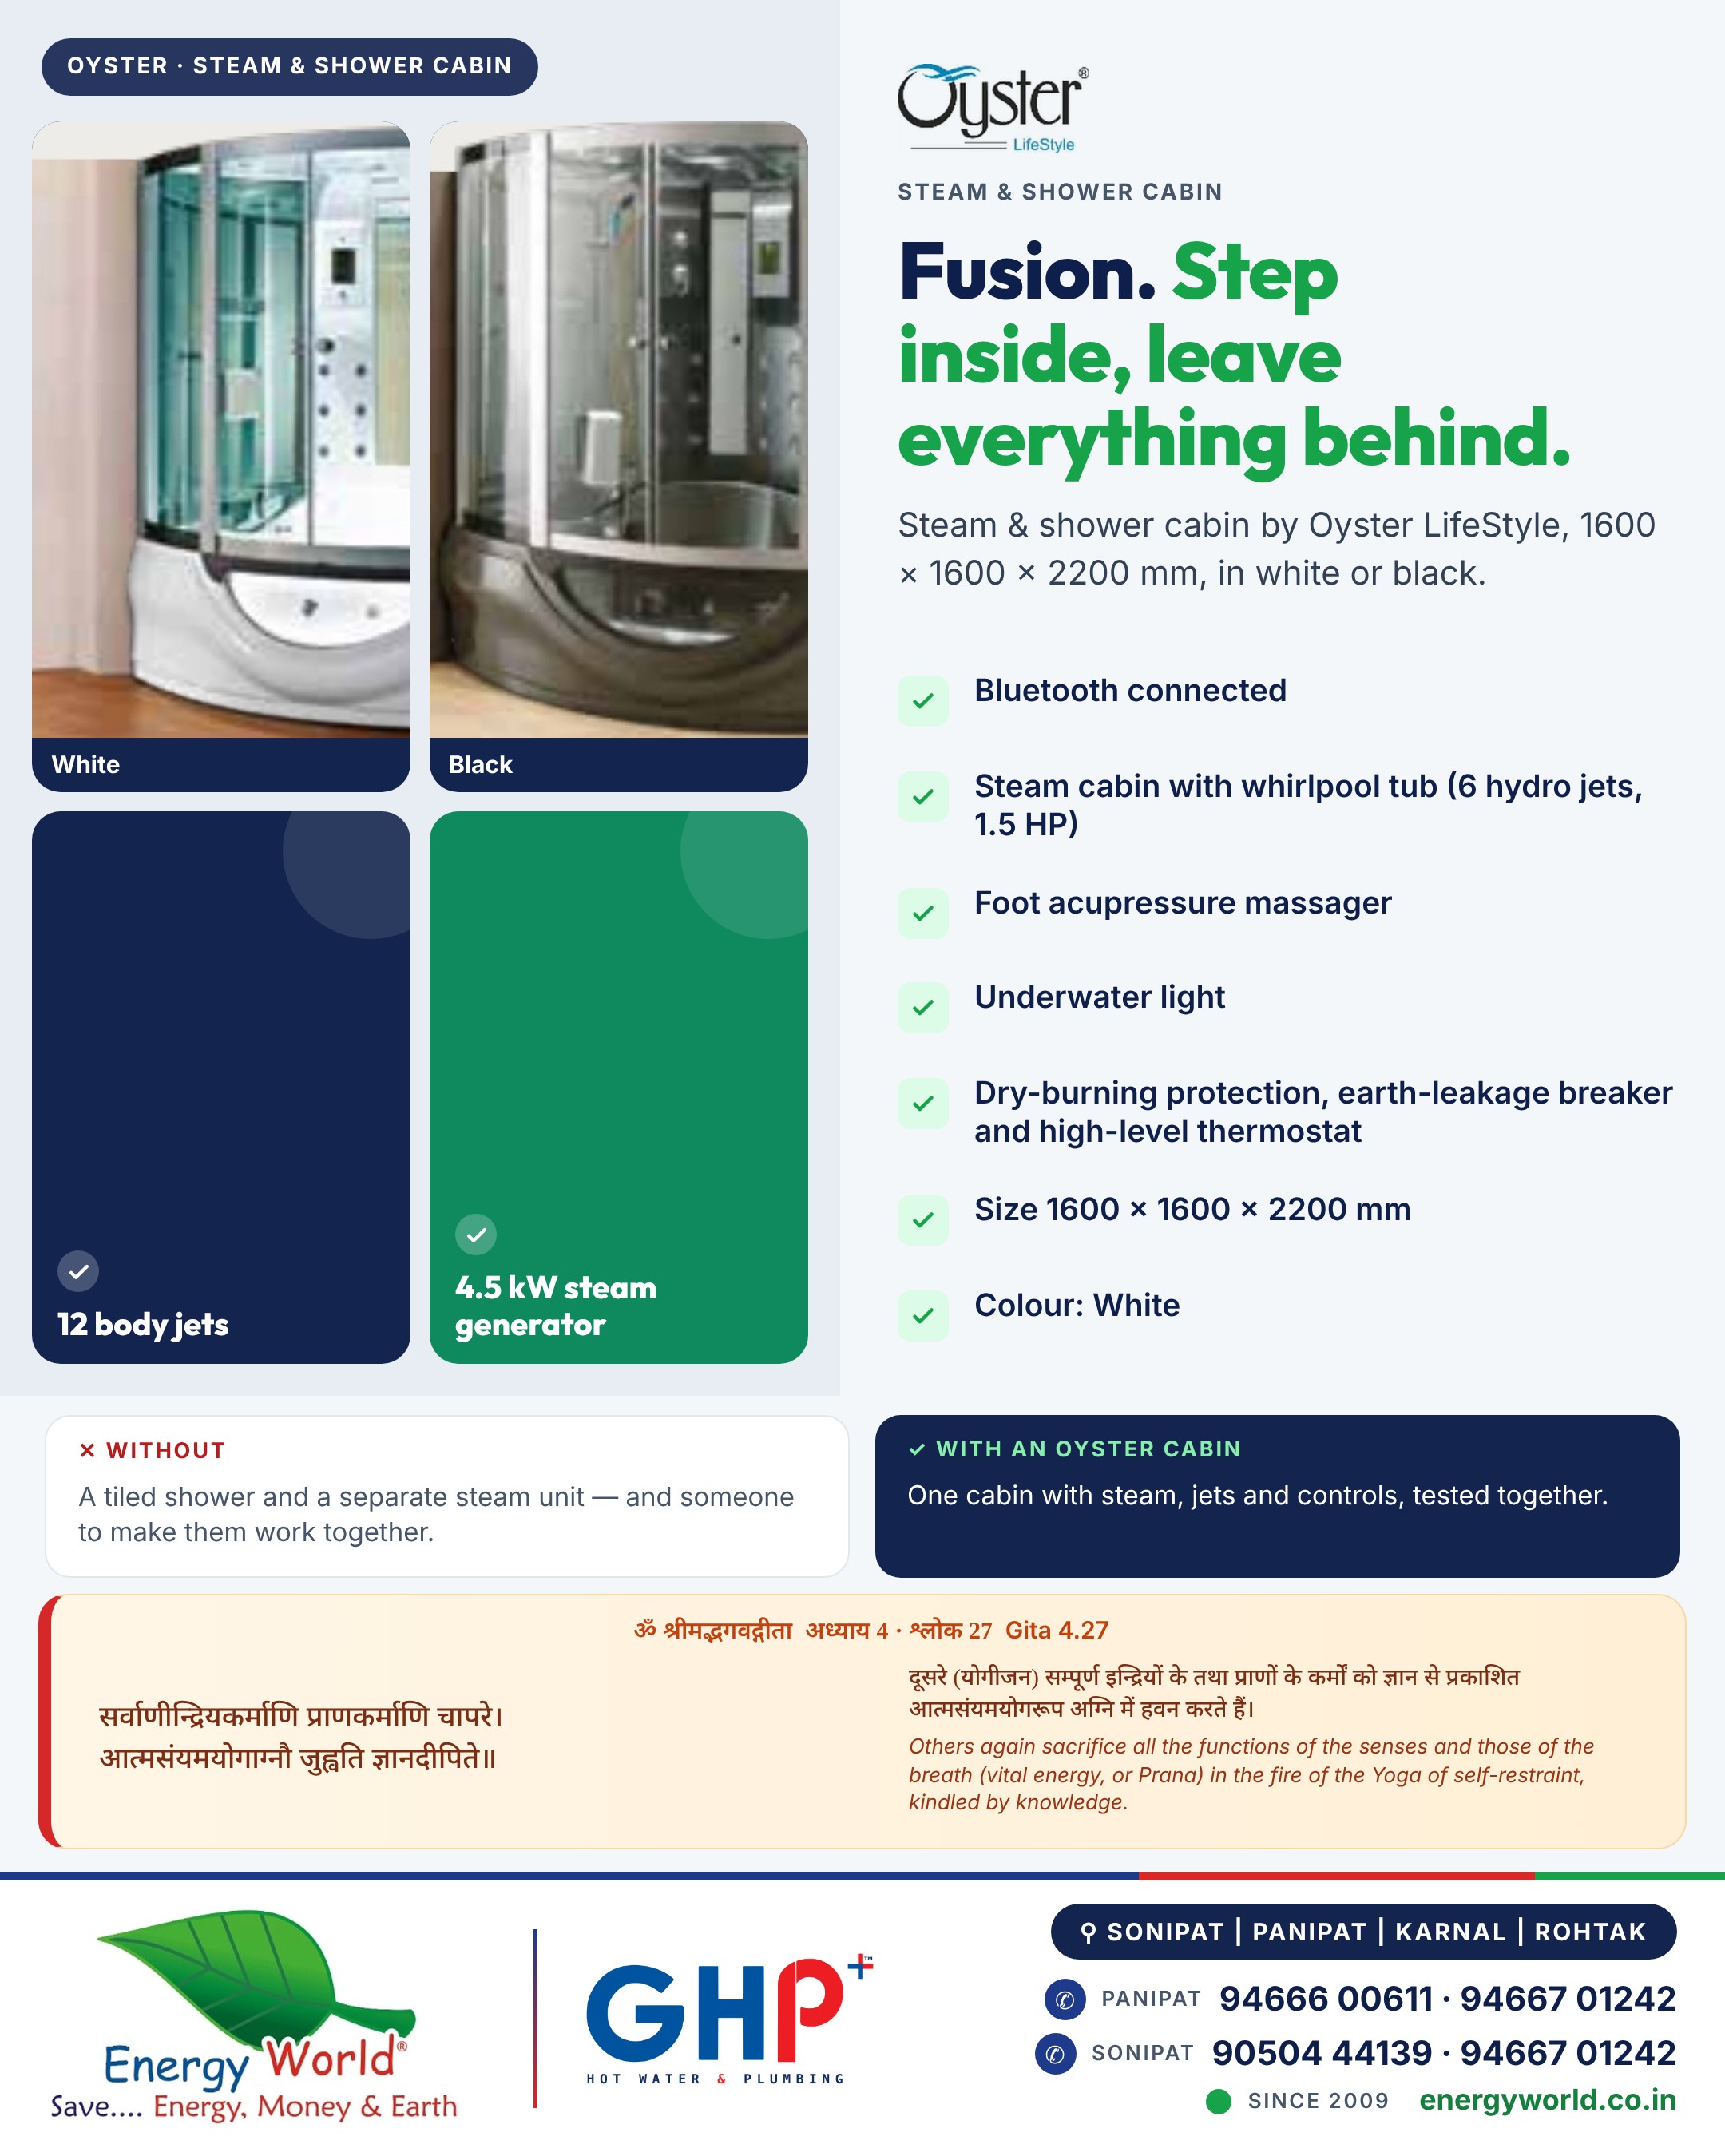 OYSTER · STEAM & SHOWER CABIN
White
Black
12 body jets
4.5 kW steam
generator
Oyster®
LifeStyle
STEAM & SHOWER CABIN
Fusion. Step
inside, leave
everything behind.
Steam & shower cabin by Oyster LifeStyle, 1600
× 1600 × 2200 mm, in white or black.
Bluetooth connected
Steam cabin with whirlpool tub (6 hydro jets,
1.5 HP)
Foot acupressure massager
Underwater light
Dry-burning protection, earth-leakage breaker
and high-level thermostat
Size 1600 × 1600 × 2200 mm
Colour: White
✕ WITHOUT
A tiled shower and a separate steam unit — and someone
to make them work together.
✓ WITH AN OYSTER CABIN
One cabin with steam, jets and controls, tested together.
ॐ श्रीमद्भगवद्गीता अध्याय 4 · श्लोक 27 Gita 4.27
सर्वाणीन्द्रियकर्माणि प्राणकर्माणि चापरे।
आत्मसंयमयोगाग्नौ जुह्वति ज्ञानदीपिते॥
दूसरे (योगीजन) सम्पूर्ण इन्द्रियों के तथा प्राणों के कर्मों को ज्ञान से प्रकाशित
आत्मसंयमयोगरूप अग्नि में हवन करते हैं।
Others again sacrifice all the functions of the senses and those of the
breath (vital energy, or Prana) in the fire of the Yoga of self-restraint,
kindled by knowledge.
Energy World®
Save.... Energy, Money & Earth
GHP+™
HOT WATER & PLUMBING
SONIPAT | PANIPAT | KARNAL | ROHTAK
PANIPAT 94666 00611 · 94667 01242
SONIPAT 90504 44139 · 94667 01242
SINCE 2009 energyworld.co.in